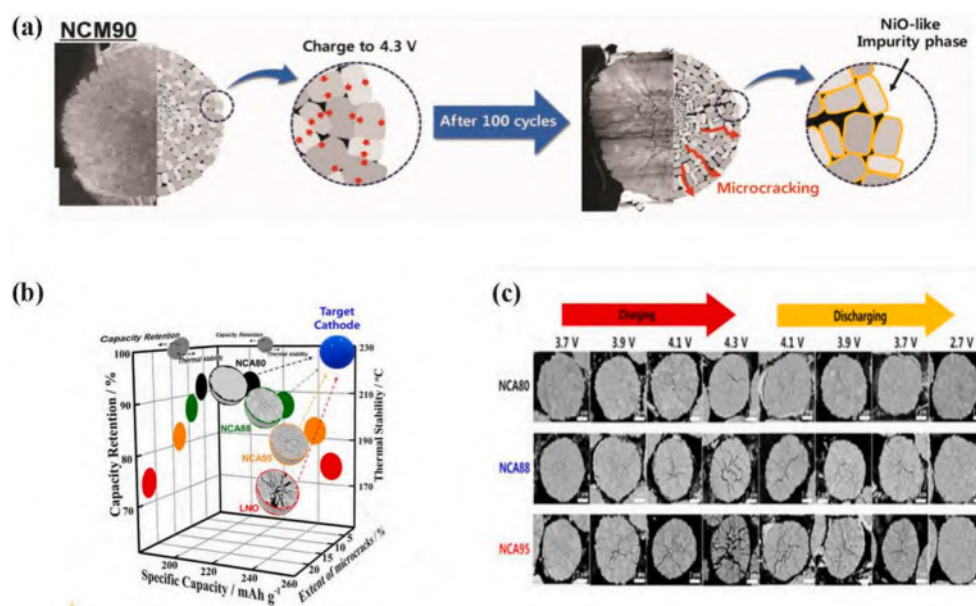 (a)
NCM90
Charge to 4.3 V
After 100 cycles
Microcracking
NiO-like
Impurity phase
(b)
Target
Cathode
Capacity Retention
Thermal stability
Capacity Retention
Thermal stability
NCA80
NCA88
NCA95
LNO
Capacity Retention / %
100
90
80
70
Thermal Stability / °C
230
210
190
170
Specific Capacity / mAh g⁻¹
200
220
240
260
Extent of microcracks / %
5
10
15
20
(c)
Charging
Discharging
3.7 V 3.9 V 4.1 V 4.3 V 4.1 V 3.9 V 3.7 V 2.7 V
NCA80
NCA88
NCA95